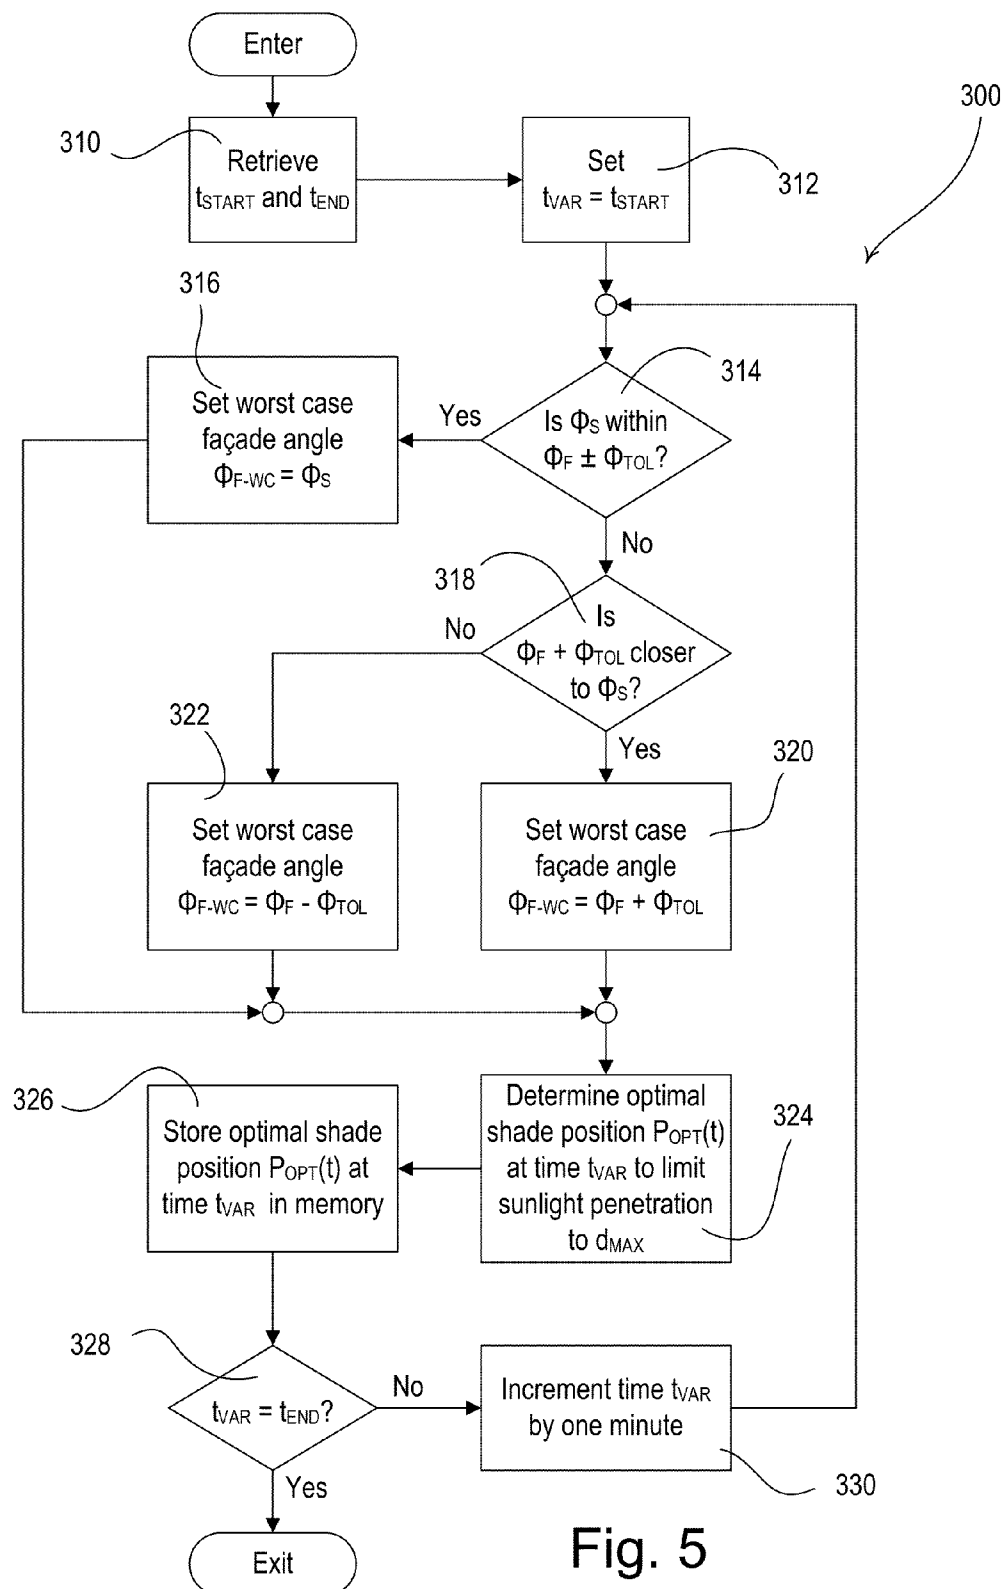 Enter
300
310
Retrieve
tSTART and tEND
Set
tVAR = tSTART
312
316
314
Set worst case
façade angle
ΦF-WC = ΦS
Yes
Is ΦS within
ΦF ± ΦTOL?
No
318
Is
ΦF + ΦTOL closer
to ΦS?
No
Yes
322
320
Set worst case
façade angle
ΦF-WC = ΦF - ΦTOL
Set worst case
façade angle
ΦF-WC = ΦF + ΦTOL
326
Store optimal shade
position POPT(t) at
time tVAR in memory
Determine optimal
shade position POPT(t)
at time tVAR to limit
sunlight penetration
to dMAX
324
328
tVAR = tEND?
No
Increment time tVAR
by one minute
330
Yes
Exit
Fig. 5